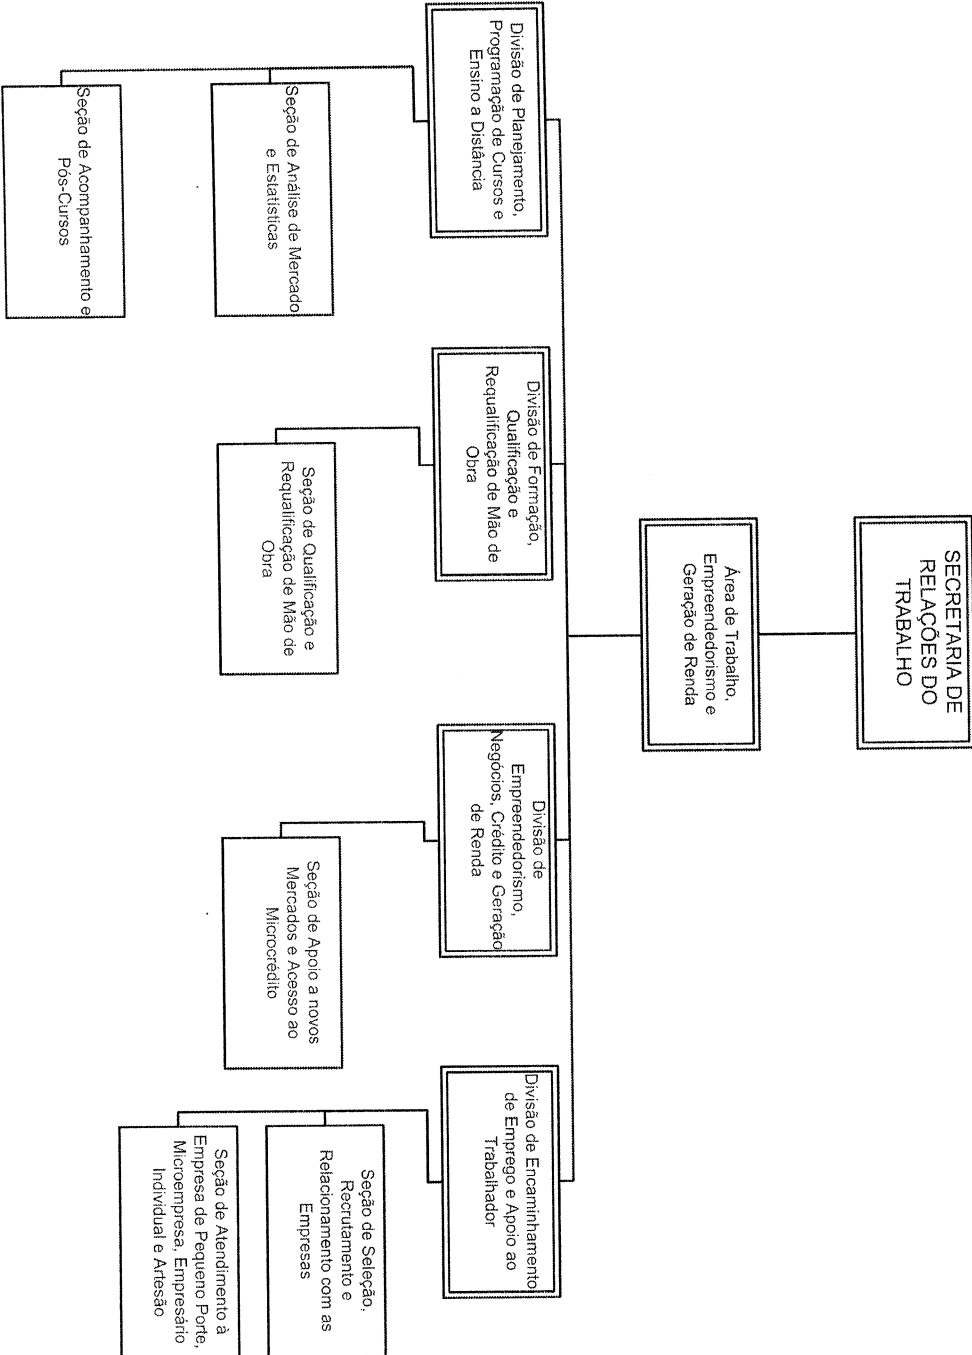 SECRETARIA DE
RELAÇÕES DO
TRABALHO
Área de Trabalho,
Empreendedorismo e
Geração de Renda
Divisão de Planejamento,
Programação de Cursos e
Ensino a Distância
Divisão de Formação,
Qualificação e
Requalificação de Mão de
Obra
Divisão de
Empreendedorismo,
Negócios, Crédito e Geração
de Renda
Divisão de Encaminhamento
de Emprego e Apoio ao
Trabalhador
Seção de Análise de Mercado
e Estatísticas
Seção de Acompanhamento e
Pós-Cursos
Seção de Qualificação e
Requalificação de Mão de
Obra
Seção de Apoio a novos
Mercados e Acesso ao
Microcrédito
Seção de Seleção,
Recrutamento e
Relacionamento com as
Empresas
Seção de Atendimento à
Empresa de Pequeno Porte,
Microempresa, Empresário
Individual e Artesão